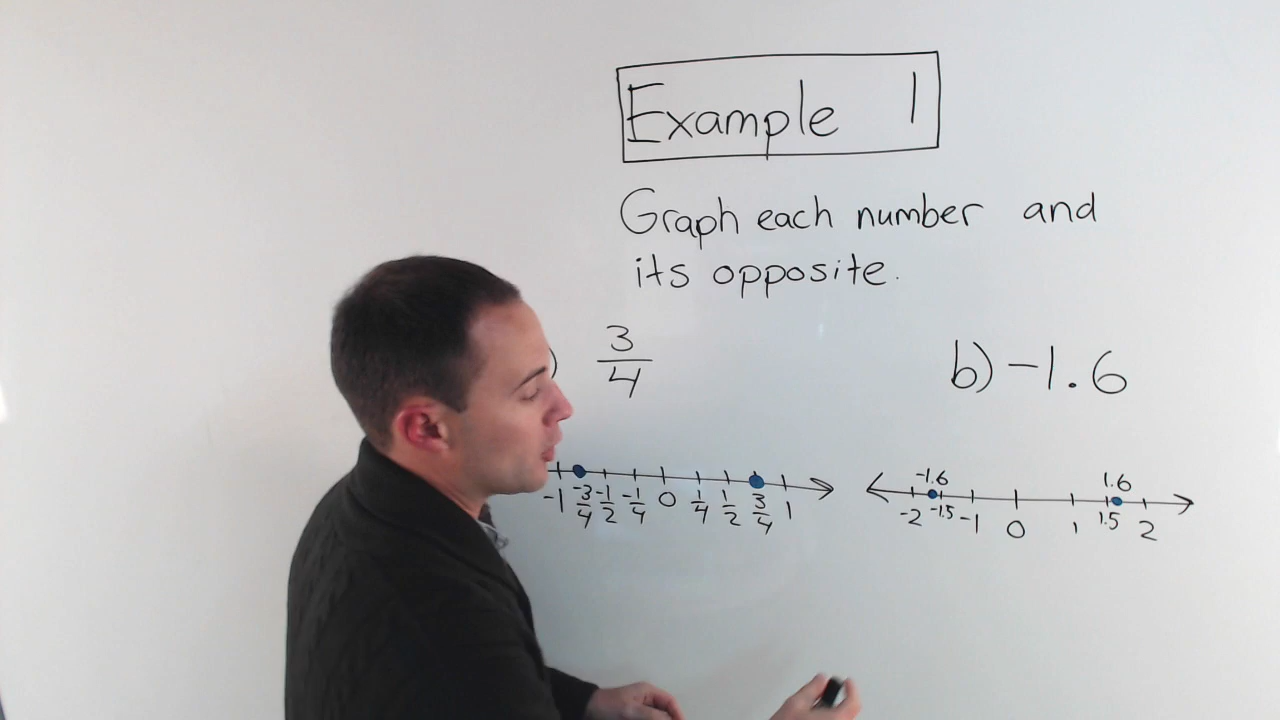 Example 1
Graph each number and
its opposite.
) 3/4
b) -1.6
-1 -3/4 -1/2 -1/4 0 1/4 1/2 3/4 1
-1.6 1.6
-2 -1.5 -1 0 1 1.5 2